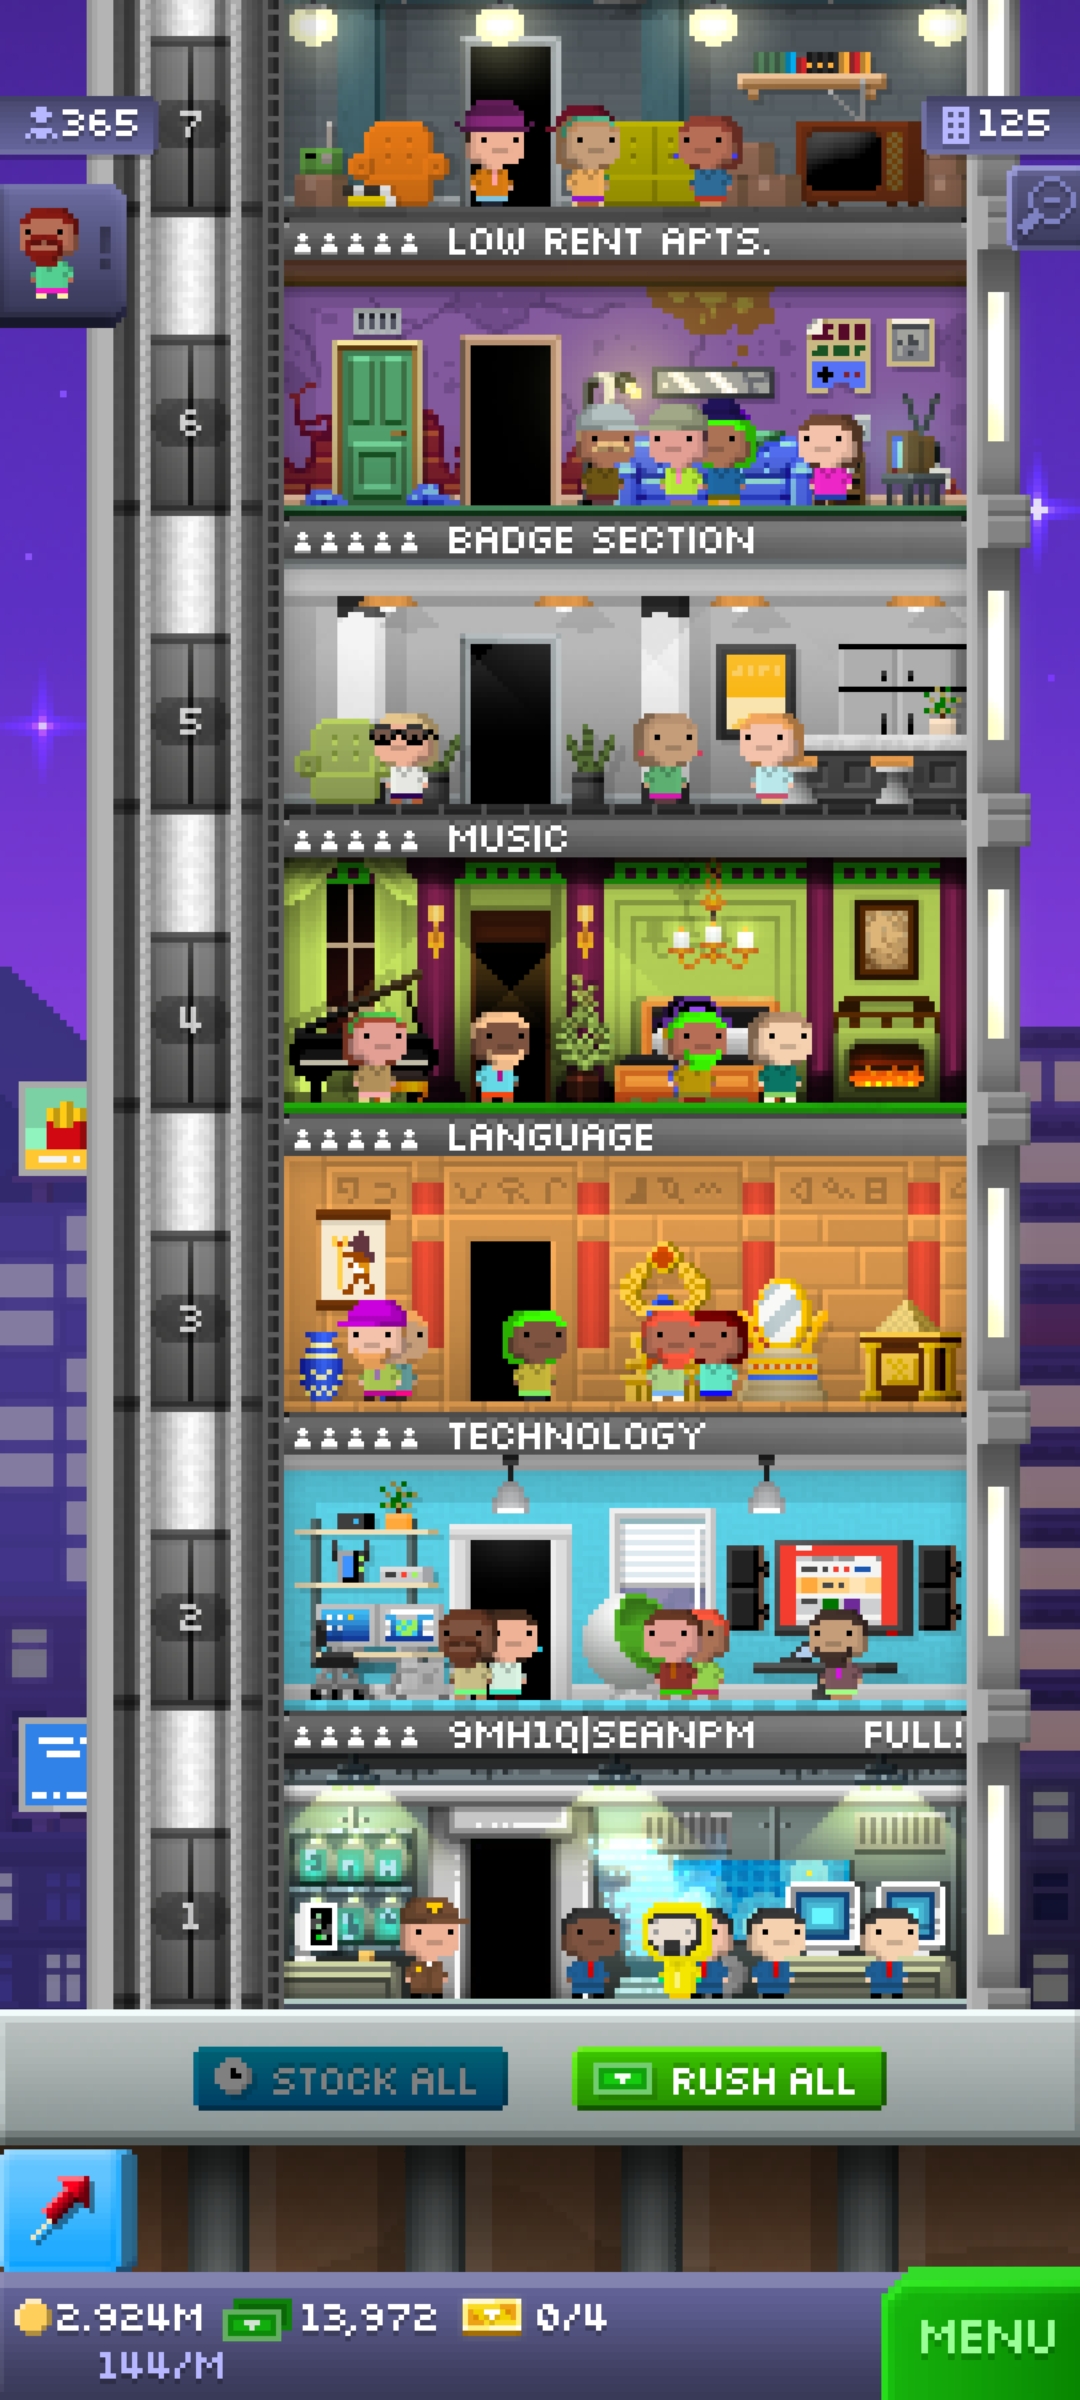 365
7
125
!
LOW RENT APTS.
6
BADGE SECTION
5
MUSIC
4
LANGUAGE
3
TECHNOLOGY
2
9MH1Q|SEANPM FULL!
1
STOCK ALL
RUSH ALL
2.924M
13,972
0/4
144/M
MENU